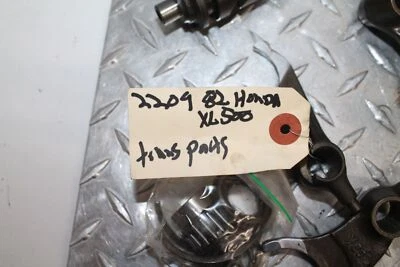 2209 82 Honda
XL500
trans parts